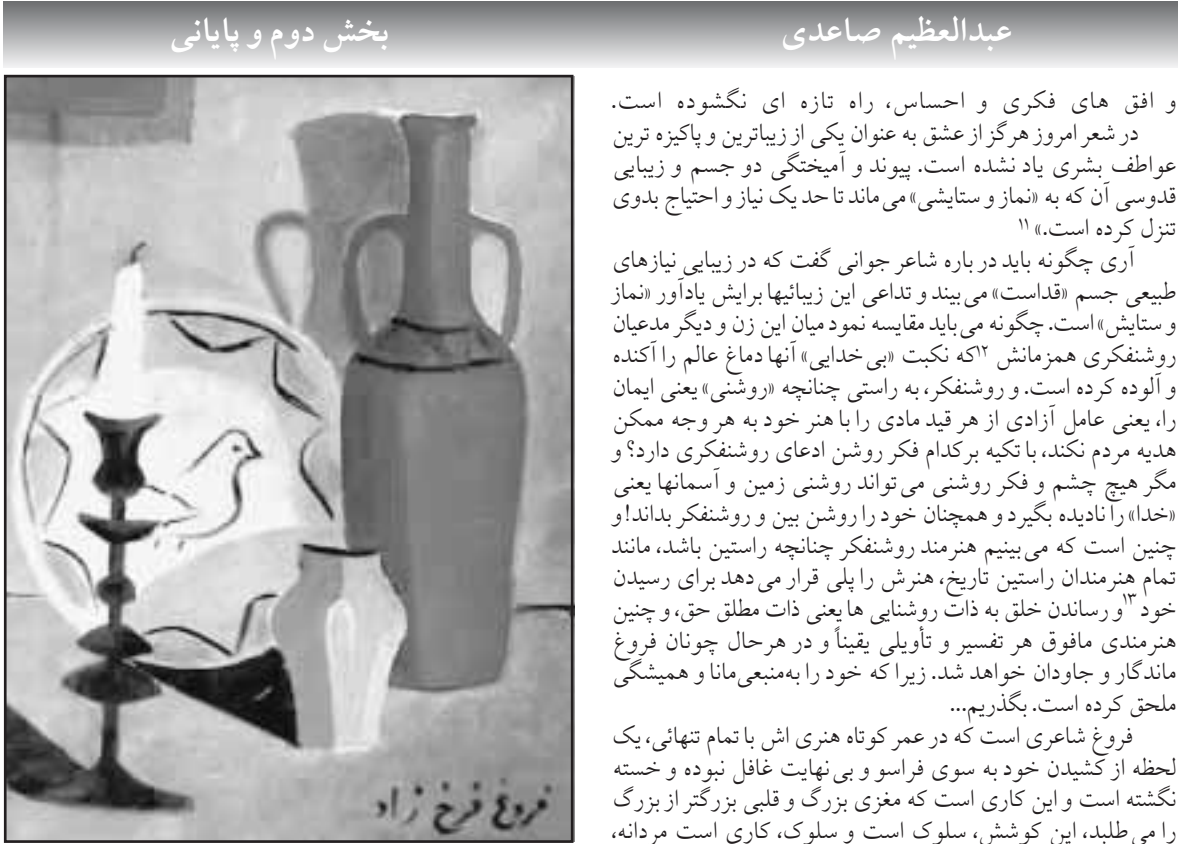 عبدالعظیم صاعدی
بخش دوم و پایانی
و افق های فکری و احساس، راه تازه ای نگشوده است.
در شعر امروز هرگز از عشق به عنوان یکی از زیباترین و پاکیزه ترین
عواطف بشری یاد نشده است. پیوند و آمیختگی دو جسم و زیبایی
قدوسی آن که به «نماز و ستایشی» می‌ماند تا حد یک نیاز و احتیاج بدوی
تنزل کرده است.» ۱۱
آری چگونه باید در باره شاعر جوانی گفت که در زیبایی نیازهای
طبیعی جسم «قداست» می‌بیند و تداعی این زیبائیها برایش یادآور «نماز
و ستایش» است. چگونه می‌باید مقایسه نمود میان این زن و دیگر مدعیان
روشنفکری همزمانش ۱۲که نکبت «بی‌خدایی» آنها دماغ عالم را آکنده
و آلوده کرده است. و روشنفکر، به راستی چنانچه «روشنی» یعنی ایمان
را، یعنی عامل آزادی از هر قید مادی را با هنر خود به هر وجه ممکن
هدیه مردم نکند، با تکیه برکدام فکر روشن ادعای روشنفکری دارد؟ و
مگر هیچ چشم و فکر روشنی می تواند روشنی زمین و آسمانها یعنی
«خدا» را نادیده بگیرد و همچنان خود را روشن بین و روشنفکر بداند! و
چنین است که می‌بینیم هنرمند روشنفکر چنانچه راستین باشد، مانند
تمام هنرمندان راستین تاریخ، هنرش را پلی قرار می دهد برای رسیدن
خود ۱۳و رساندن خلق به ذات روشنایی ها یعنی ذات مطلق حق، و چنین
هنرمندی مافوق هر تفسیر و تأویلی یقیناً و در هرحال چونان فروغ
ماندگار و جاودان خواهد شد. زیرا که خود را به‌منبعی‌مانا و همیشگی
ملحق کرده است. بگذریم...
فروغ شاعری است که در عمر کوتاه هنری اش با تمام تنهائی، یک
لحظه از کشیدن خود به سوی فراسو و بی‌نهایت غافل نبوده و خسته
نگشته است و این کاری است که مغزی بزرگ و قلبی بزرگتر از بزرگ
را می‌طلبد، این کوشش، سلوک است و سلوک، کاری است مردانه،
فروغ فرخ زاد